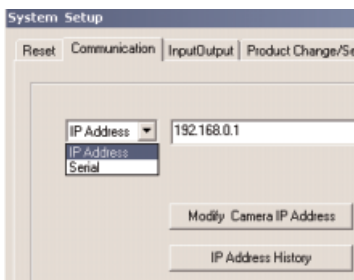 System Setup
Reset Communication InputOutput Product Change/Se
IP Address 192.168.0.1
IP Address
Serial
Modify Camera IP Address
IP Address History